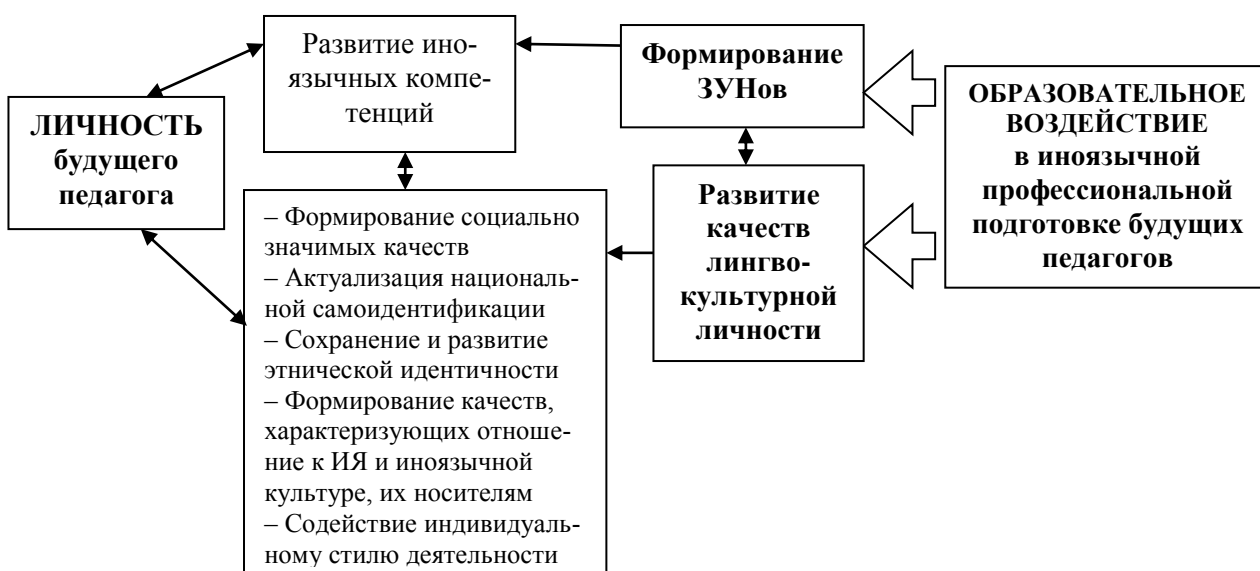 ЛИЧНОСТЬ
будущего
педагога
Развитие ино-
язычных компе-
тенций
– Формирование социально
значимых качеств
– Актуализация националь-
ной самоидентификации
– Сохранение и развитие
этнической идентичности
– Формирование качеств,
характеризующих отноше-
ние к ИЯ и иноязычной
культуре, их носителям
– Содействие индивидуаль-
ному стилю деятельности
Формирование
ЗУНов
Развитие
качеств
лингво-
культурной
личности
ОБРАЗОВАТЕЛЬНОЕ
ВОЗДЕЙСТВИЕ
в иноязычной
профессиональной
подготовке будущих
педагогов